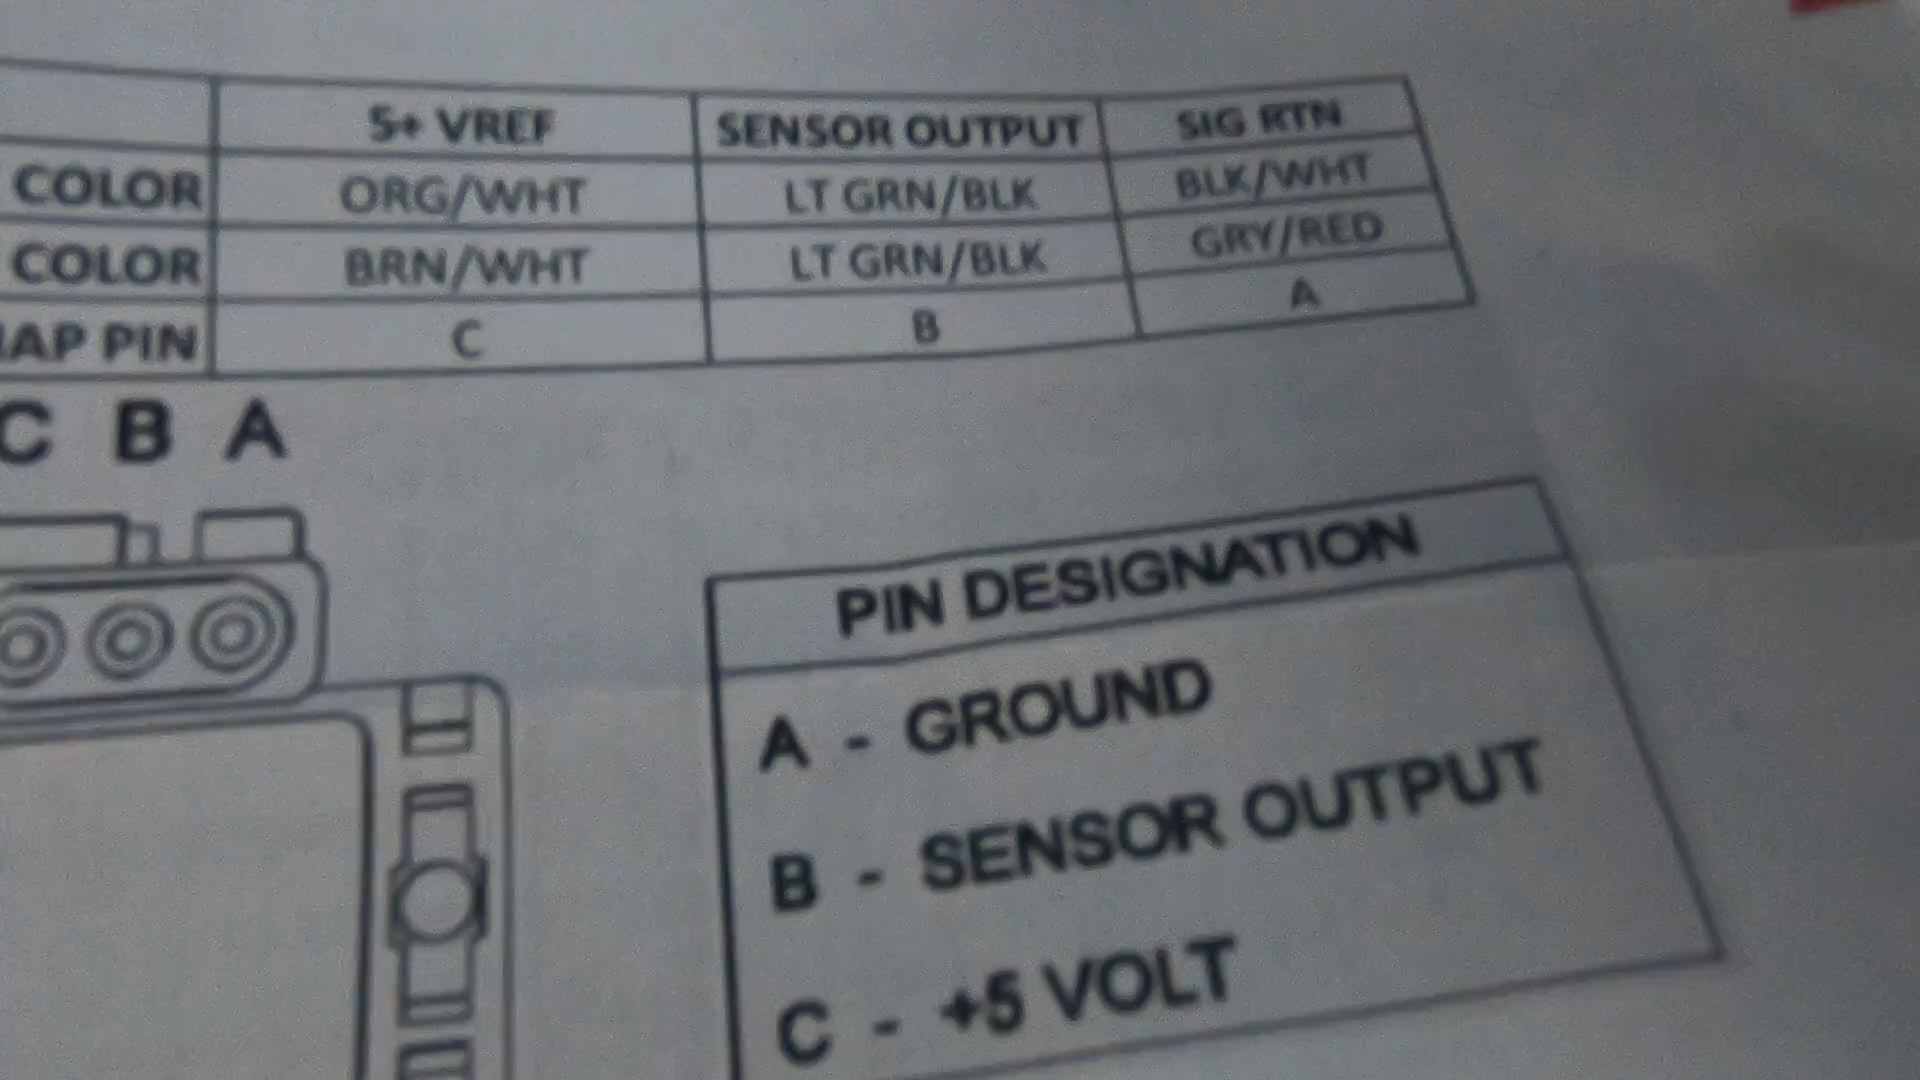 5+ VREF SENSOR OUTPUT SIG RTN
COLOR ORG/WHT LT GRN/BLK BLK/WHT
COLOR BRN/WHT LT GRN/BLK GRY/RED
AP PIN C B A
C B A
PIN DESIGNATION
A - GROUND
B - SENSOR OUTPUT
C - +5 VOLT